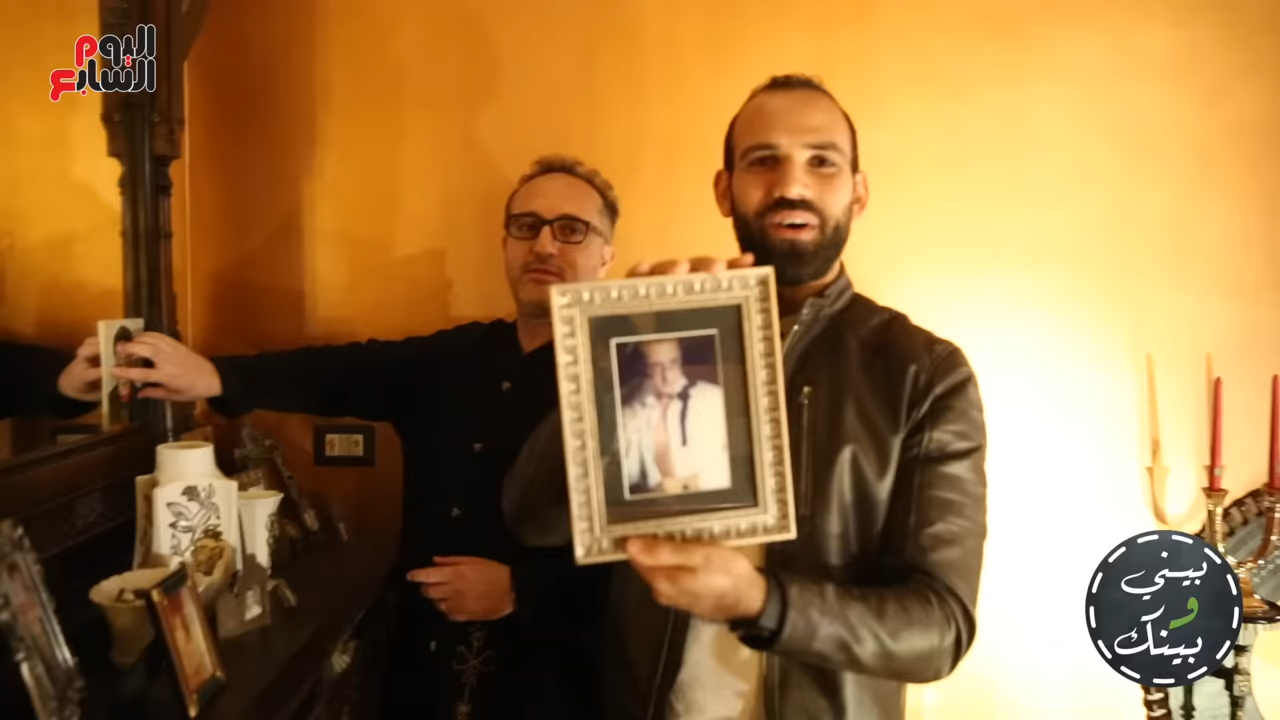 اليوم
السابع
بيني
و
بينك